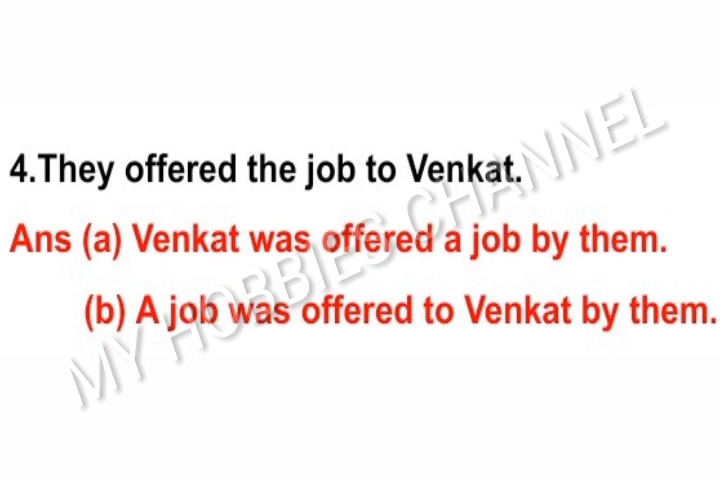 4.They offered the job to Venkat.
Ans (a) Venkat was offered a job by them.
(b) A job was offered to Venkat by them.
MY HOBBIES CHANNEL